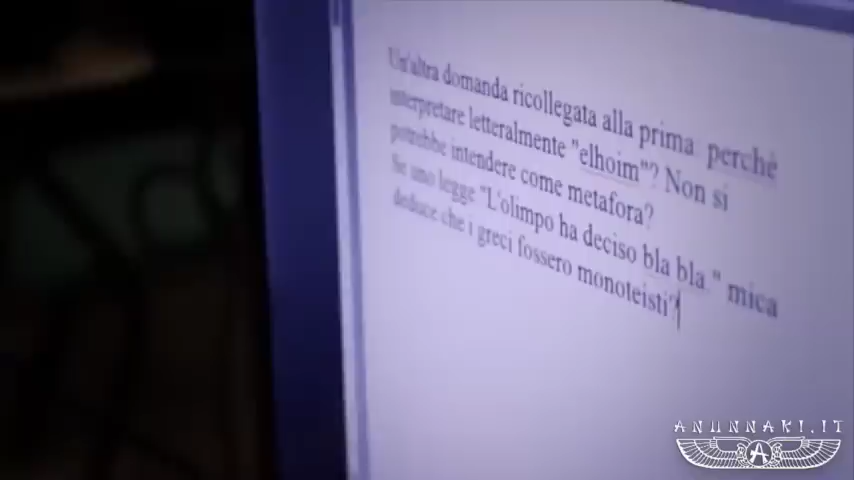 Un'altra domanda ricollegata alla prima: perchè
interpretare letteralmente "elhoim"? Non si
potrebbe intendere come metafora?
Se uno legge "L'olimpo ha deciso bla bla." mica
deduce che i greci fossero monoteisti?
ANUNNAKI.IT
A